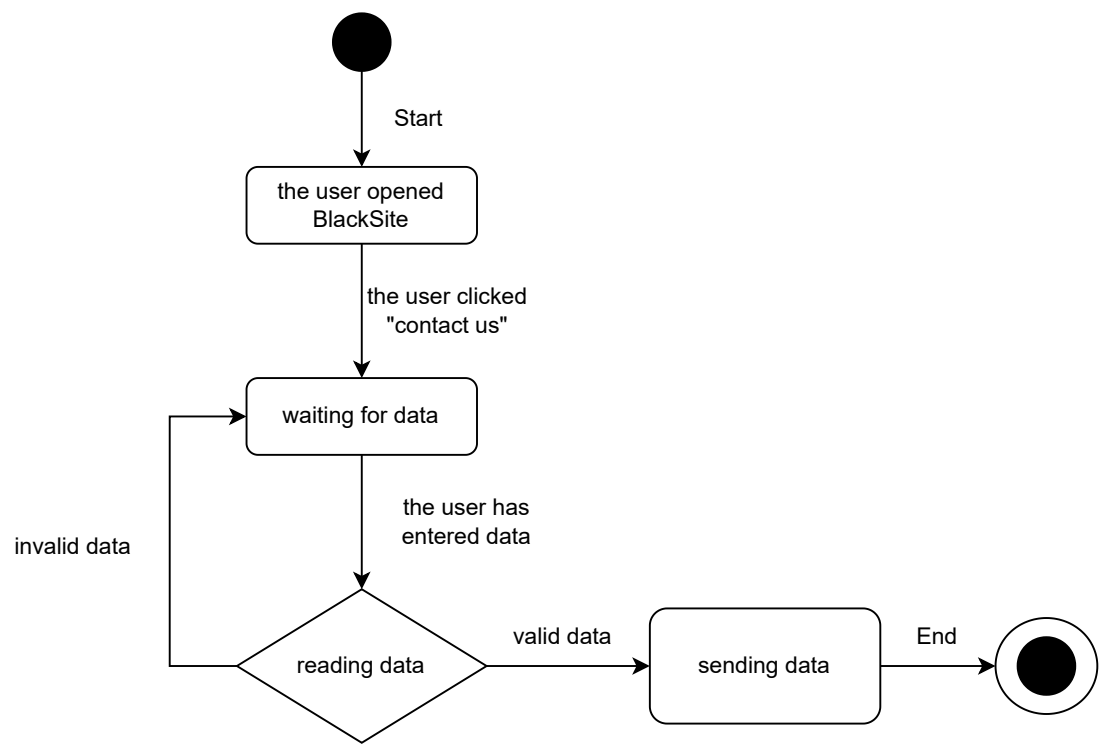 Start
the user opened
BlackSite
the user clicked
"contact us"
waiting for data
the user has
entered data
invalid data
reading data
valid data
sending data
End